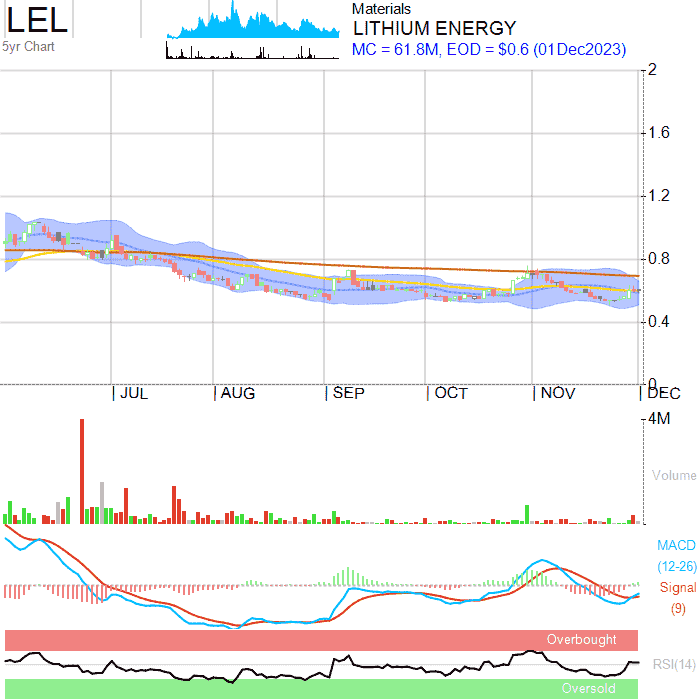 LEL
5yr Chart
Materials
LITHIUM ENERGY
MC = 61.8M, EOD = $0.6 (01Dec2023)
2
1.6
1.2
0.8
0.4
0
JUL AUG SEP OCT NOV DEC
4M
Volume
MACD
(12-26)
Signal
(9)
Overbought
RSI(14)
Oversold